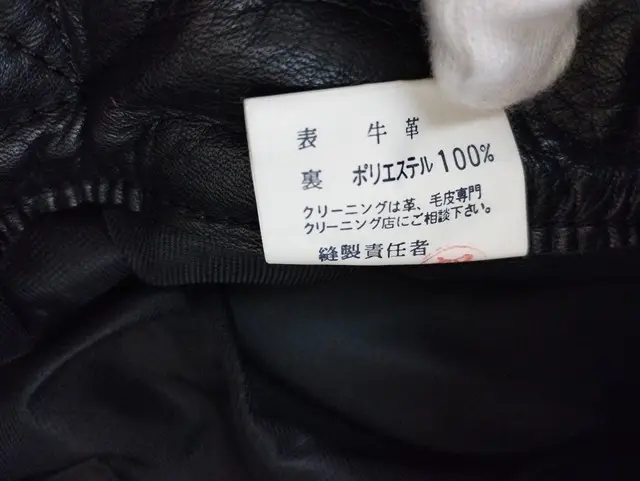 表 牛革
裏 ポリエステル100%
クリーニングは革、毛皮専門
クリーニング店にご相談下さい。
縫製責任者